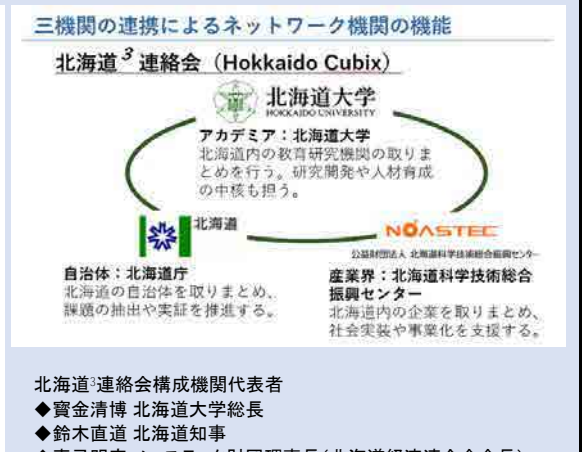 三機関の連携によるネットワーク機関の機能
北海道³連絡会（Hokkaido Cubix）
北海道大学
HOKKAIDO UNIVERSITY
アカデミア：北海道大学
北海道内の教育研究機関の取りま
とめを行う。研究開発や人材育成
の中核も担う。
北海道
NOASTEC
公益財団法人 北海道科学技術総合振興センター
自治体：北海道庁
北海道の自治体を取りまとめ、
課題の抽出や実証を推進する。
産業界：北海道科学技術総合
振興センター
北海道内の企業を取りまとめ、
社会実装や事業化を支援する。
北海道³連絡会構成機関代表者
◆寳金清博 北海道大学総長
◆鈴木直道 北海道知事